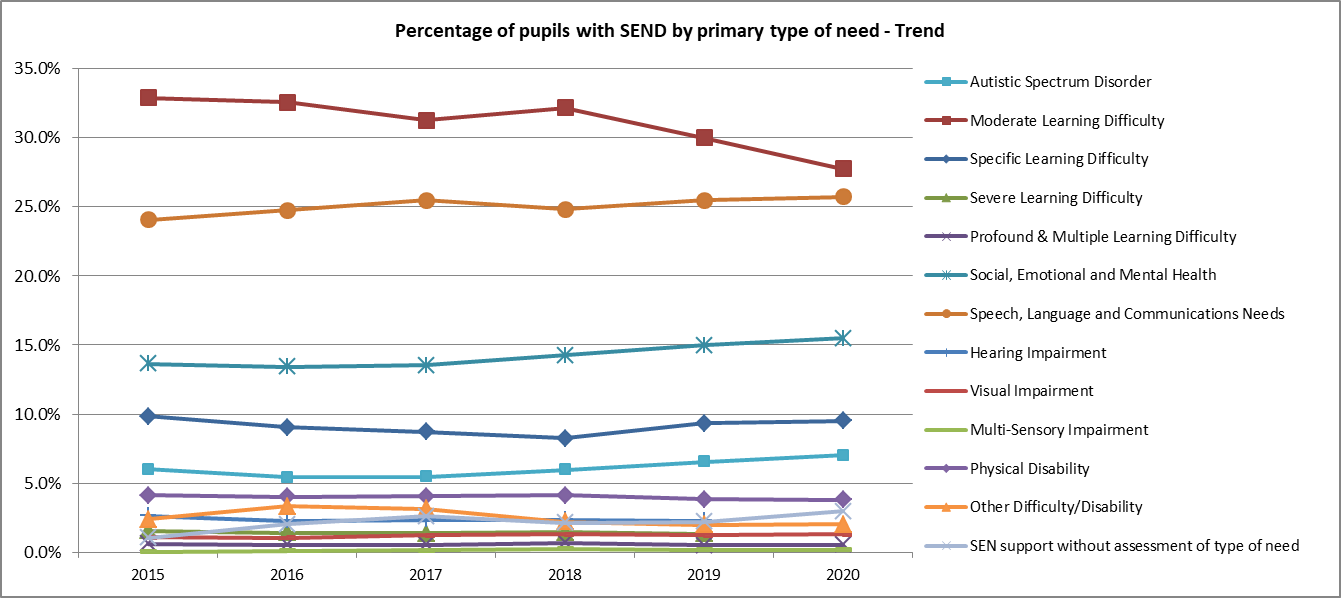 Percentage of pupils with SEND by primary type of need - Trend
35.0%
30.0%
25.0%
20.0%
15.0%
10.0%
5.0%
0.0%
2015 2016 2017 2018 2019 2020
Autistic Spectrum Disorder
Moderate Learning Difficulty
Specific Learning Difficulty
Severe Learning Difficulty
Profound & Multiple Learning Difficulty
Social, Emotional and Mental Health
Speech, Language and Communications Needs
Hearing Impairment
Visual Impairment
Multi-Sensory Impairment
Physical Disability
Other Difficulty/Disability
SEN support without assessment of type of need